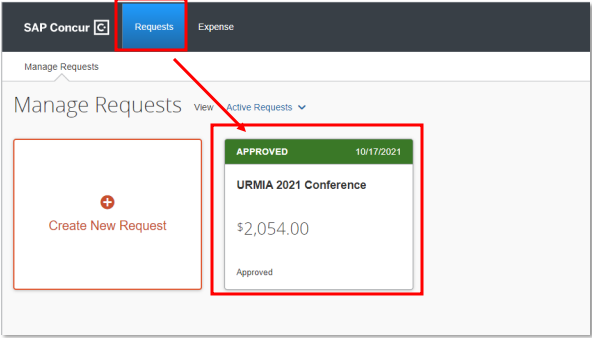 SAP Concur C Requests Expense
Manage Requests
Manage Requests View Active Requests
APPROVED 10/17/2021
URMIA 2021 Conference
Create New Request
$2,054.00
Approved